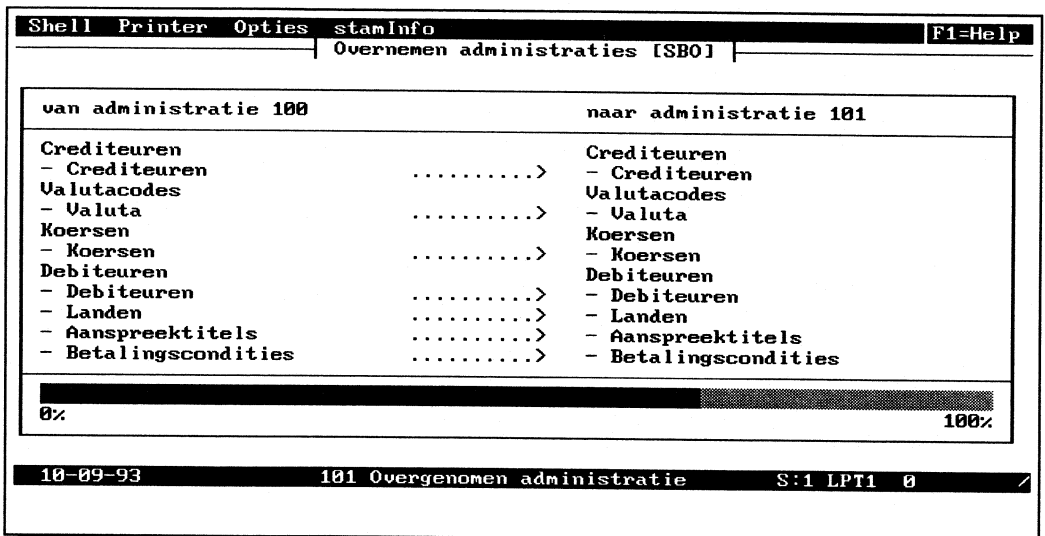 Shell Printer Opties stamInfo F1=Help
Overnemen administraties [SBO]
van administratie 100 naar administratie 101
Crediteuren Crediteuren
- Crediteuren ..........> - Crediteuren
Valutacodes Valutacodes
- Valuta ..........> - Valuta
Koersen Koersen
- Koersen ..........> - Koersen
Debiteuren Debiteuren
- Debiteuren ..........> - Debiteuren
- Landen ..........> - Landen
- Aanspreektitels ..........> - Aanspreektitels
- Betalingscondities ..........> - Betalingscondities
0% 100%
10-09-93 101 Overgenomen administratie S:1 LPT1 0 /